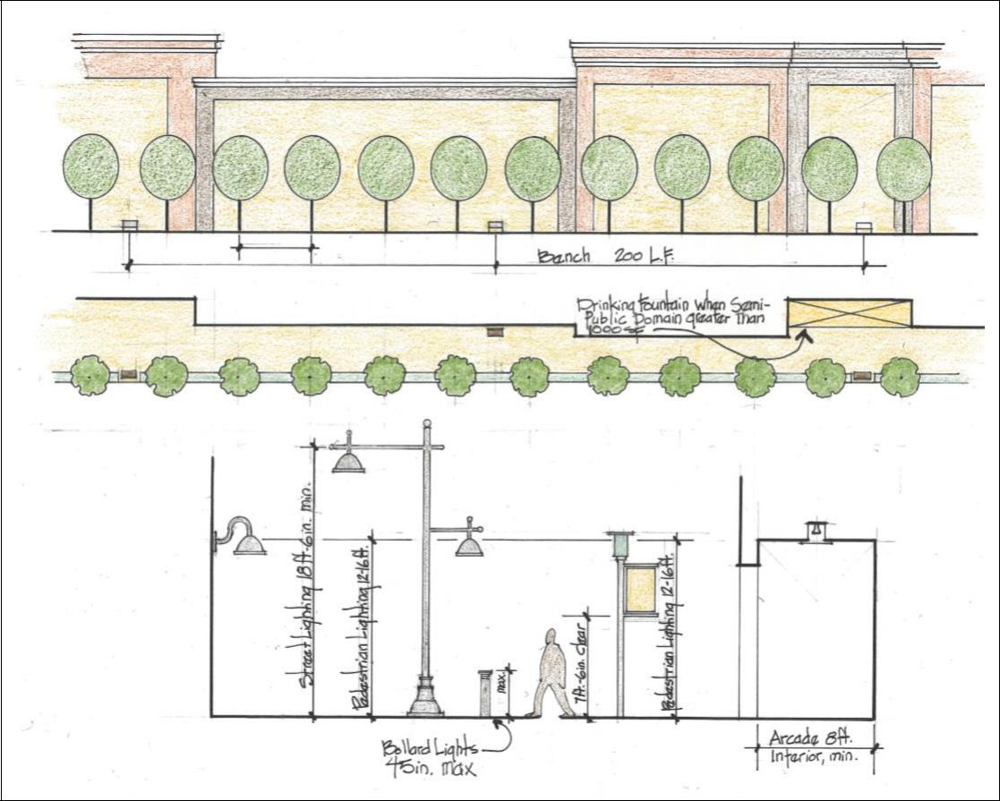 Bench 200 L.F.
Drinking Fountain when Semi-
Public Domain greater than
1000 SF
Street Lighting 18ft.-6in. min.
Pedestrian Lighting 12-16ft.
max.
7ft.-6in. clear
Pedestrian Lighting 12-16ft.
Bollard Lights
45in. max
Arcade 8ft.
Interior, min.